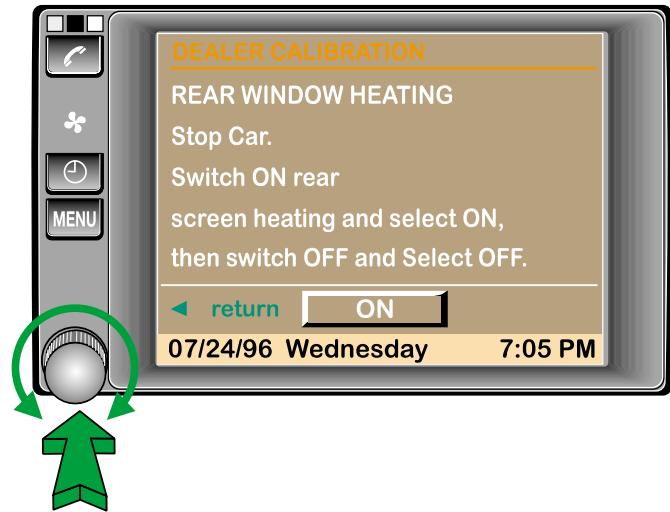 DEALER CALIBRATION
REAR WINDOW HEATING
Stop Car.
Switch ON rear
screen heating and select ON,
then switch OFF and Select OFF.
return ON
07/24/96 Wednesday 7:05 PM
MENU